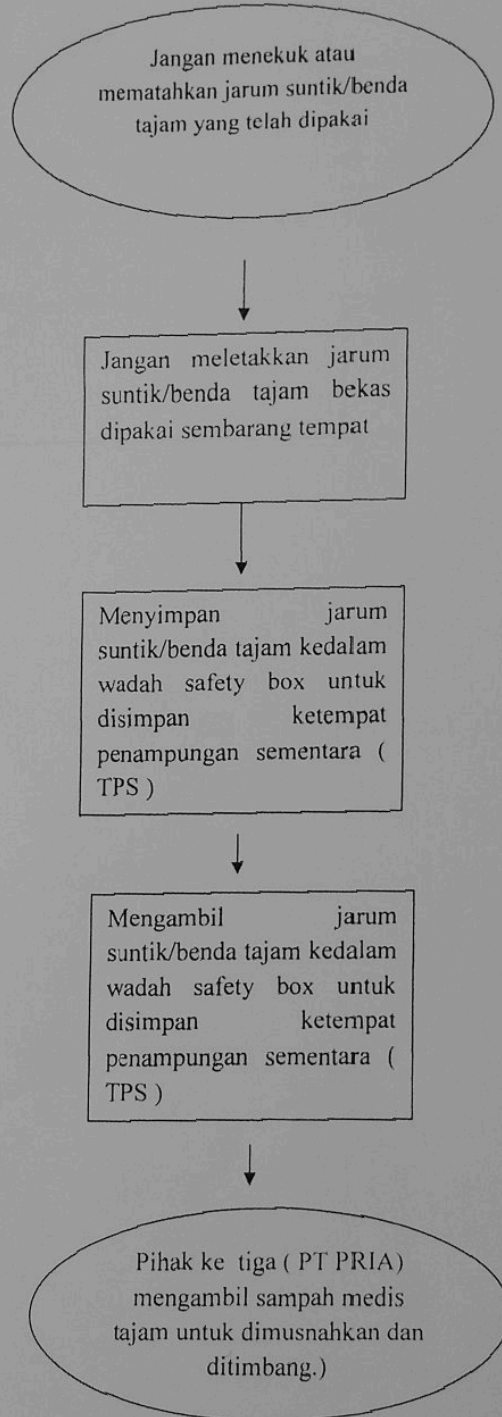 Jangan menekuk atau
mematahkan jarum suntik/benda
tajam yang telah dipakai
Jangan meletakkan jarum
suntik/benda tajam bekas
dipakai sembarang tempat
Menyimpan jarum
suntik/benda tajam kedalam
wadah safety box untuk
disimpan ketempat
penampungan sementara (
TPS )
Mengambil jarum
suntik/benda tajam kedalam
wadah safety box untuk
disimpan ketempat
penampungan sementara (
TPS )
Pihak ke tiga ( PT PRIA)
mengambil sampah medis
tajam untuk dimusnahkan dan
ditimbang.)